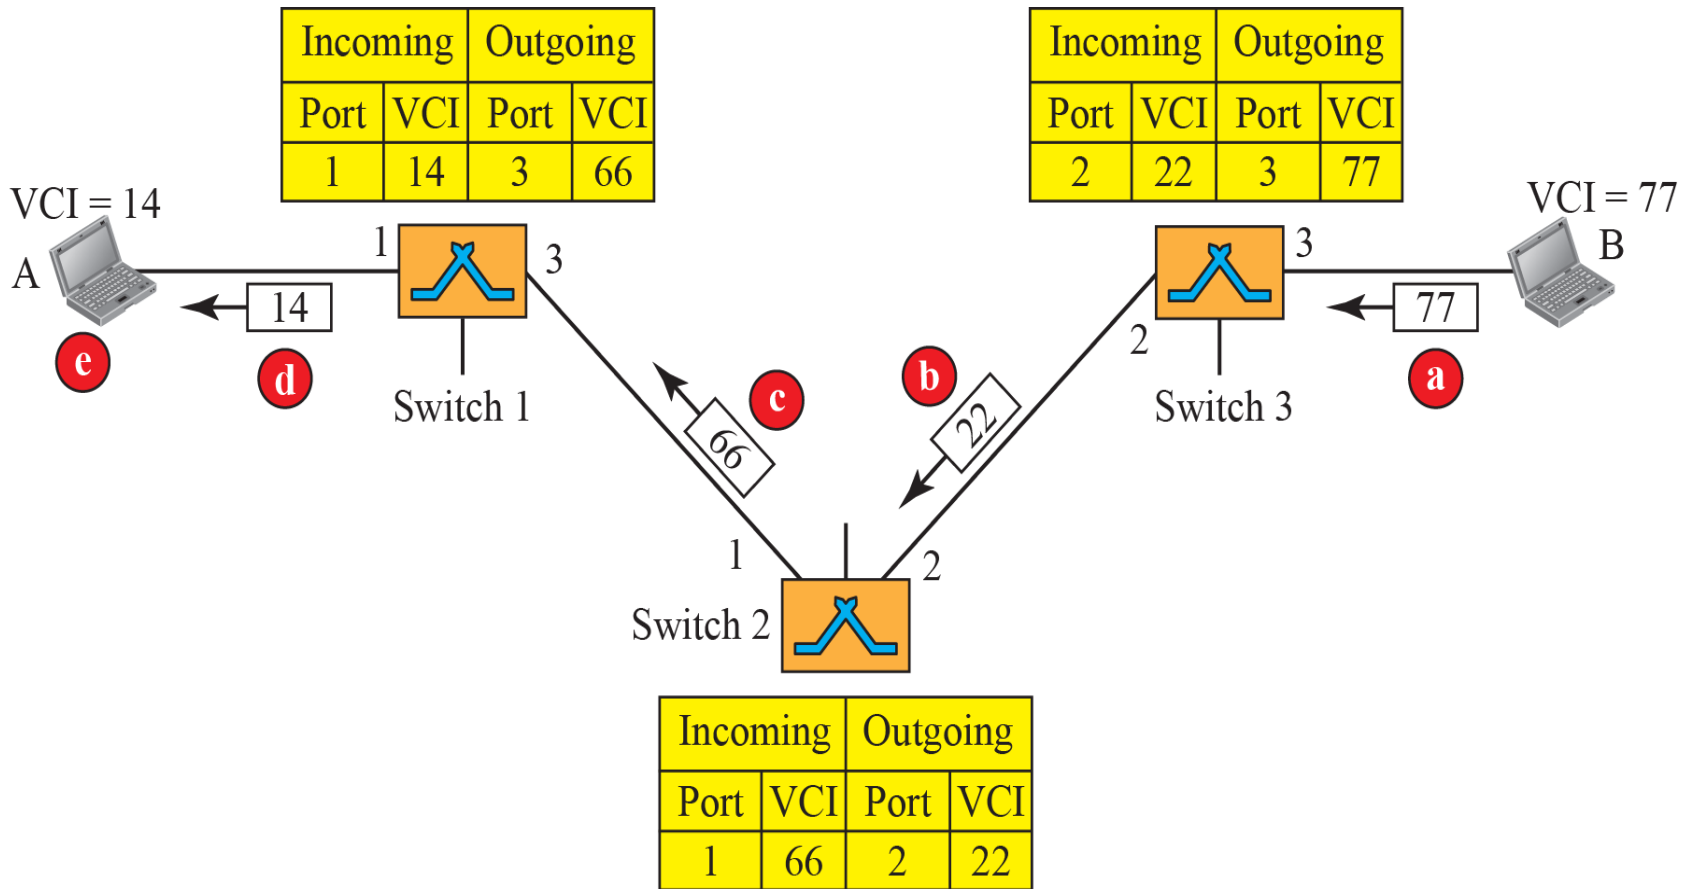 Incoming Outgoing
Port VCI Port VCI
1 14 3 66
Incoming Outgoing
Port VCI Port VCI
2 22 3 77
VCI = 14
A
1
3
14
e
d
Switch 1
c
66
VCI = 77
B
3
2
77
a
Switch 3
b
22
1
2
Switch 2
Incoming Outgoing
Port VCI Port VCI
1 66 2 22